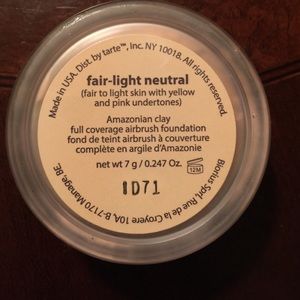 Made in USA. Dist. by tarte™, inc. NY 10018. All rights reserved.
fair-light neutral
(fair to light skin with yellow
and pink undertones)
Amazonian clay
full coverage airbrush foundation
fond de teint airbrush à couverture
complète en argile d'Amazonie
net wt 7 g / 0.247 Oz.
12M
ID71
Biorius Sprl, Rue de la Croyere 10A, B-7170 Manage, BE.